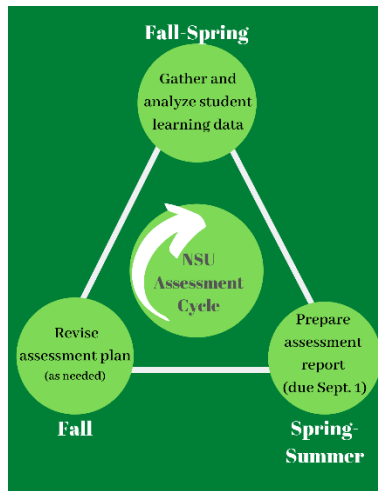 Fall-Spring
Gather and
analyze student
learning data
NSU
Assessment
Cycle
Revise
assessment plan
(as needed)
Fall
Prepare
assessment
report
(due Sept. 1)
Spring-
Summer